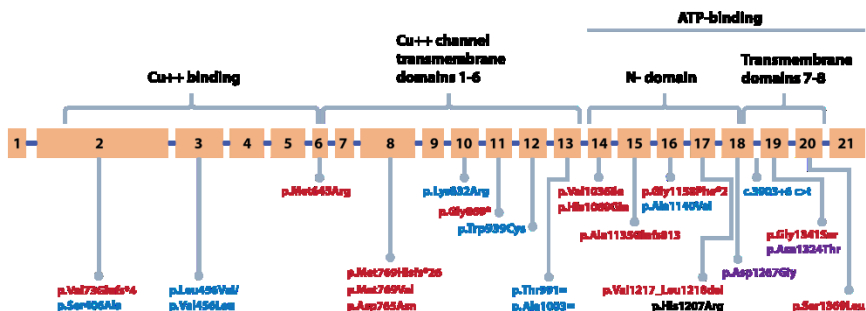 ATP-binding
Cu++ channel
transmembrane
domains 1-6
Transmembrane
domains 7-8
Cu++ binding
N- domain
1 2 3 4 5 6 7 8 9 10 11 12 13 14 15 16 17 18 19 20 21
p.Met645Arg
p.Lys832Arg
p.Gly869*
p.Trp939Cys
p.Val1036Ile
p.His1069Gln
p.Gly1158Phe*2
p.Ala1140Val
c.3903+6 c>t
p.Gly1341Ser
p.Asn1324Thr
p.Asp1267Gly
p.Met769Hisfs*26
p.Met769Val
p.Asp765Asn
p.Val73Glnfs*4
p.Ser406Ala
p.Leu456Val/
p.Val456Leu
p.Thr991=
p.Ala1003=
p.Val1217_Leu1218del
p.His1207Arg
p.Ser1369Leu